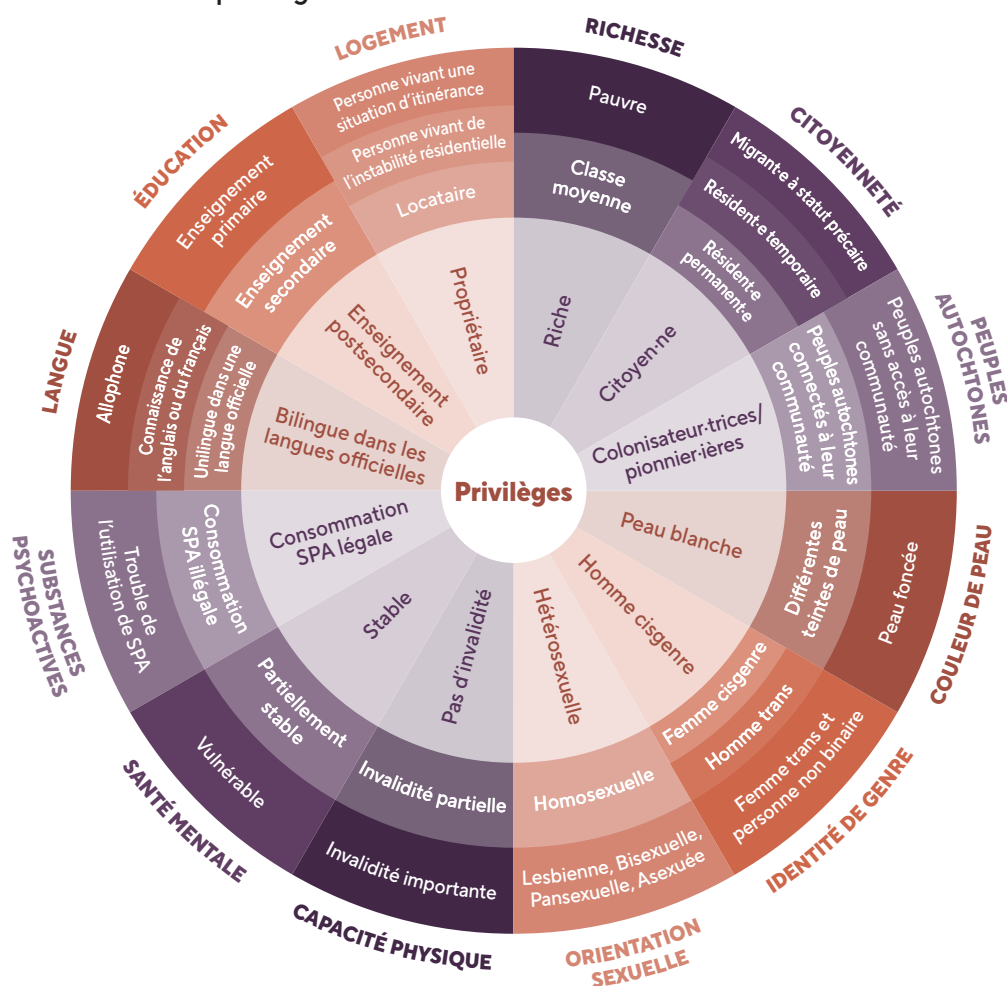 RICHESSE
Pauvre
Classe
moyenne
Riche
CITOYENNETÉ
Migrant·e à statut précaire
Résident·e temporaire
Résident·e
permanent·e
Citoyen·ne
PEUPLES
AUTOCHTONES
Peuples autochtones
sans accès à leur
communauté
Peuples autochtones
connectés à leur
communauté
Colonisateur·trices/
pionnier·ières
COULEUR DE PEAU
Peau foncée
Différentes
teintes de peau
Peau blanche
IDENTITÉ DE GENRE
Femme trans et
personne non binaire
Homme trans
Femme cisgenre
Homme cisgenre
ORIENTATION
SEXUELLE
Lesbienne, Bisexuelle,
Pansexuelle, Asexuée
Homosexuelle
Hétérosexuelle
CAPACITÉ PHYSIQUE
Invalidité importante
Invalidité partielle
Pas d'invalidité
SANTÉ MENTALE
Vulnérable
Partiellement
stable
Stable
SUBSTANCES
PSYCHOACTIVES
Trouble de
l'utilisation de SPA
Consommation
SPA illégale
Consommation
SPA légale
LANGUE
Allophone
Connaissance de
l'anglais ou du français
Unilingue dans une
langue officielle
Bilingue dans les
langues officielles
ÉDUCATION
Enseignement
primaire
Enseignement
secondaire
Enseignement
postsecondaire
LOGEMENT
Personne vivant une
situation d'itinérance
Personne vivant de
l'instabilité résidentielle
Locataire
Propriétaire
Privilèges